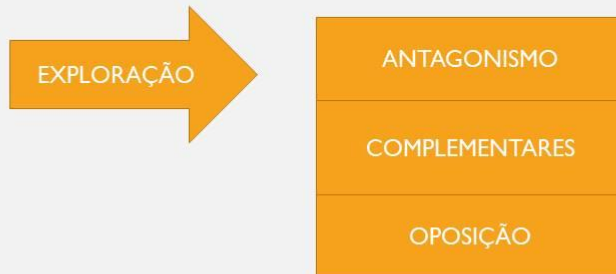 EXPLORAÇÃO
ANTAGONISMO
COMPLEMENTARES
OPOSIÇÃO